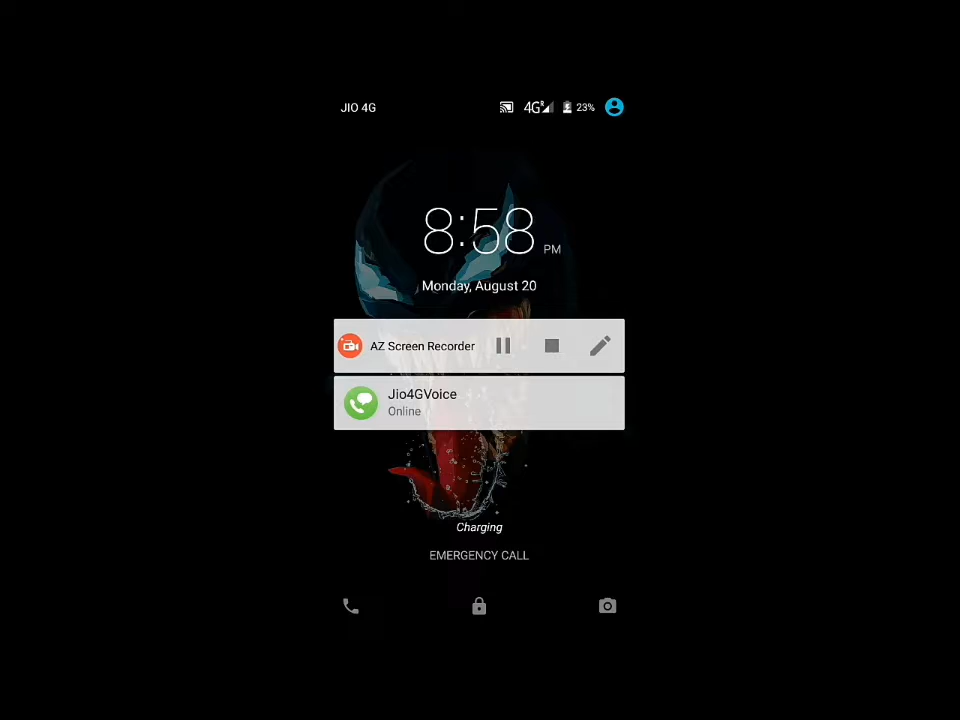 JIO 4G
4G R 23%
8:58 PM
Monday, August 20
AZ Screen Recorder
Jio4GVoice
Online
Charging
EMERGENCY CALL